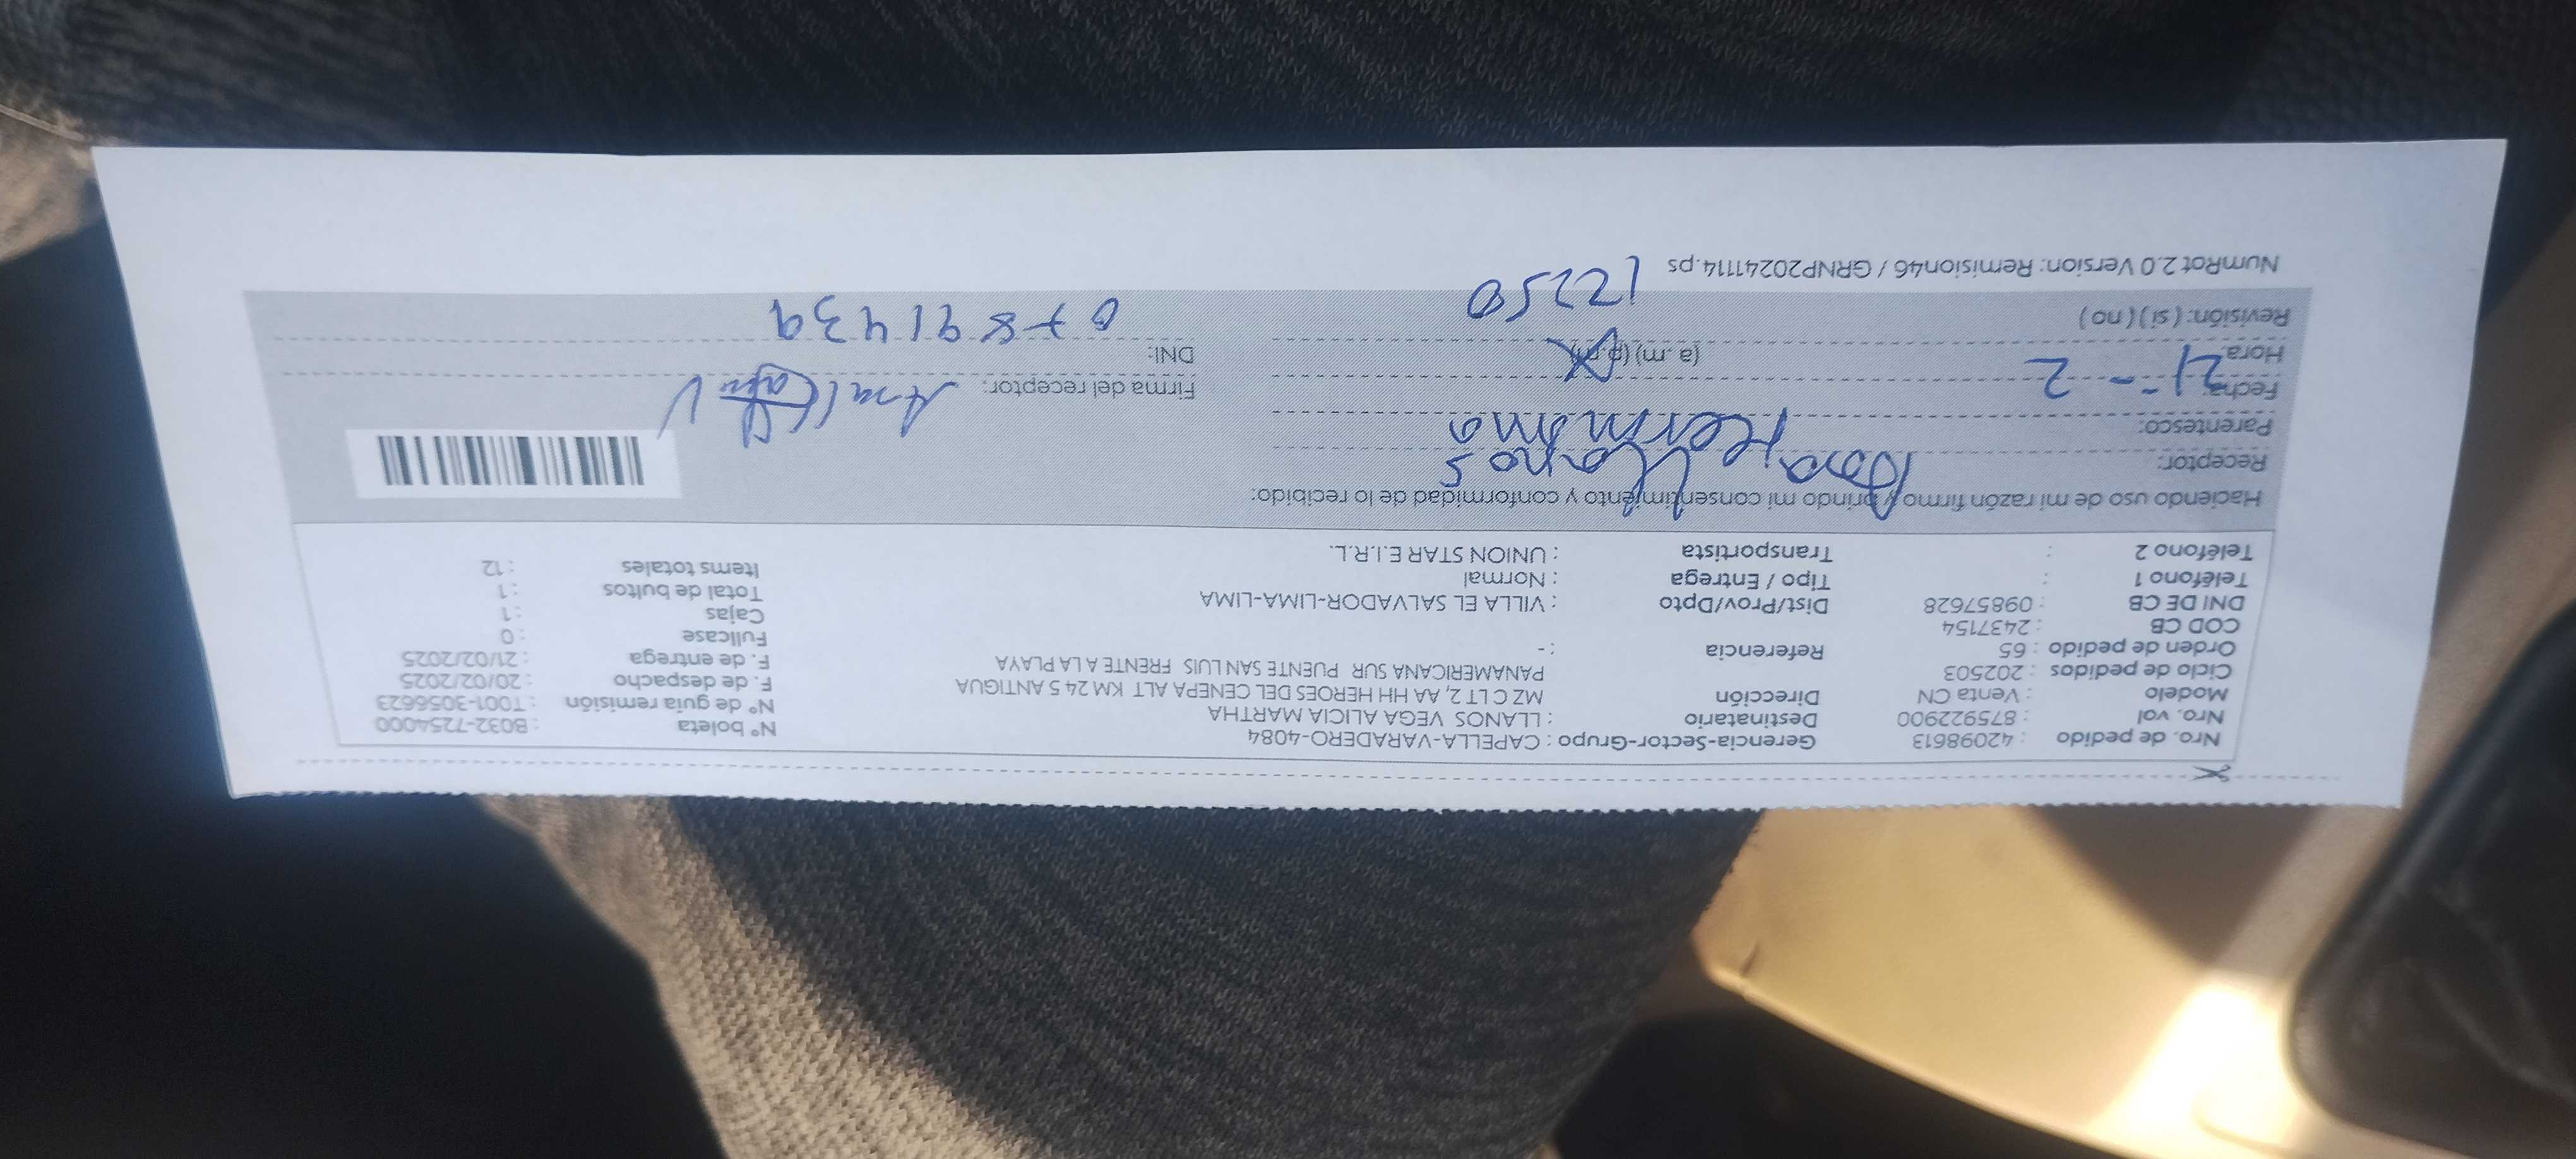 Nro. de pedido : 42098613 Gerencia-Sector-Grupo : CAPELLA-VARADERO-4084 N° boleta : B032-7254000
Nro. vol : 875922900 Destinatario : LLANOS VEGA ALICIA MARTHA N° de guia remisión : T001-3056623
Modelo : Venta CN Dirección MZ C LT 2, AA HH HEROES DEL CENEPA ALT KM 24 5 ANTIGUA F. de despacho : 20/02/2025
Ciclo de pedidos : 202503 PANAMERICANA SUR PUENTE SAN LUIS FRENTE A LA PLAYA F. de entrega : 21/02/2025
Orden de pedido : 65 Referencia : - Fullcase : 0
COD CB : 2437154 Cajas : 1
DNI DE CB : 09857628 Dist/Prov/Dpto : VILLA EL SALVADOR-LIMA-LIMA Total de bultos : 1
Teléfono 1 : Tipo / Entrega : Normal Items totales : 12
Teléfono 2 : Transportista : UNION STAR E.I.R.L.
Haciendo uso de mi razón firmo y brindo mi consentimiento y conformidad de lo recibido:
Receptor: Rosa Llanos
Parentesco: Hermana
Fecha: 21 - 2 Firma del receptor:
Hora: (a .m) (p.m) DNI: 07891439
Revisión: ( si ) ( no ) 12250
NumRot 2.0 Version: Remision46 / GRNP20241114.ps